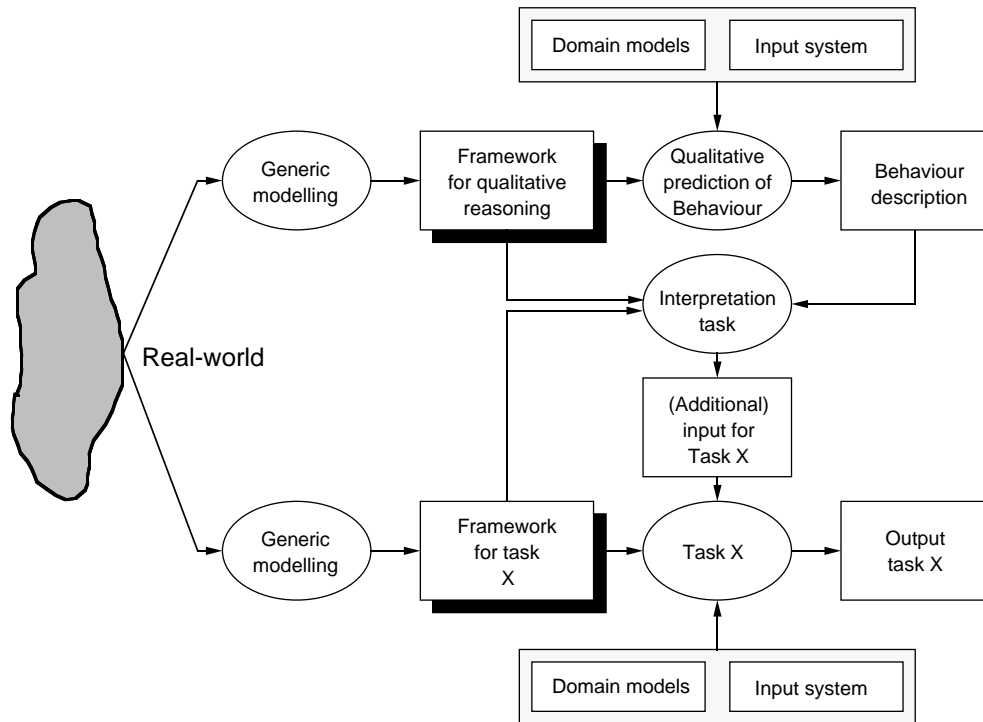 Domain models
Input system
Generic
modelling
Framework
for qualitative
reasoning
Qualitative
prediction of
Behaviour
Behaviour
description
Interpretation
task
Real-world
(Additional)
input for
Task X
Generic
modelling
Framework
for task
X
Task X
Output
task X
Domain models
Input system